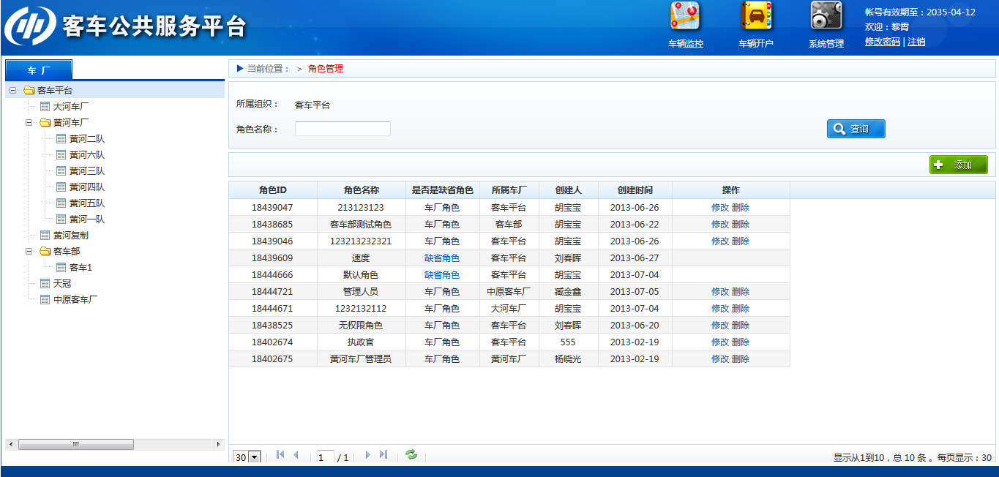 客车公共服务平台
车辆监控
车辆开户
系统管理
帐号有效期至：2035-04-12
欢迎：黎霄
修改密码 | 注销
车 厂
客车平台
大河车厂
黄河车厂
黄河二队
黄河六队
黄河三队
黄河四队
黄河五队
黄河一队
黄河复制
客车部
客车1
天冠
中原客车厂
当前位置： > 角色管理
所属组织： 客车平台
角色名称：
查询
添加
角色ID 角色名称 是否是缺省角色 所属车厂 创建人 创建时间 操作
18439047 213123123 车厂角色 客车平台 胡宝宝 2013-06-26 修改 删除
18438685 客车部测试角色 车厂角色 客车部 胡宝宝 2013-06-22 修改 删除
18439046 123213232321 车厂角色 客车平台 胡宝宝 2013-06-26 修改 删除
18439609 速度 缺省角色 客车平台 刘春晖 2013-06-27
18444666 默认角色 缺省角色 客车平台 胡宝宝 2013-07-04
18444721 管理人员 车厂角色 中原客车厂 臧金鑫 2013-07-05 修改 删除
18444671 1232132112 车厂角色 大河车厂 胡宝宝 2013-07-04 修改 删除
18438525 无权限角色 车厂角色 客车平台 刘春晖 2013-06-20 修改 删除
18402674 执政官 车厂角色 客车平台 555 2013-02-19 修改 删除
18402675 黄河车厂管理员 车厂角色 黄河车厂 杨晓光 2013-02-19 修改 删除
30 1 / 1 显示从1到10，总 10 条 。每页显示：30